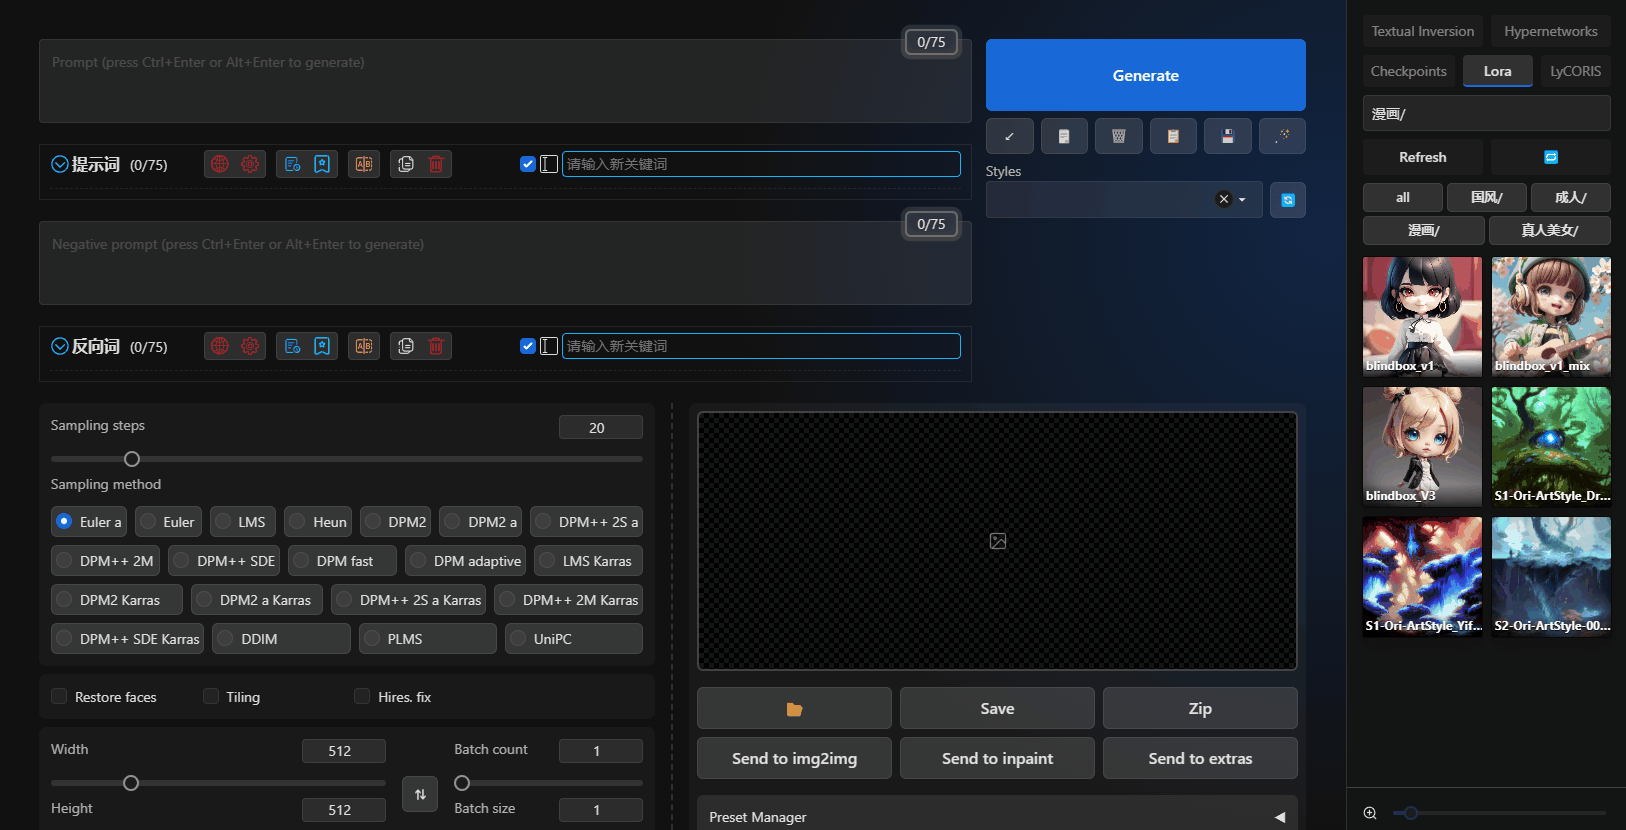 0/75
Prompt (press Ctrl+Enter or Alt+Enter to generate)
提示词 (0/75)
请输入新关键词
0/75
Negative prompt (press Ctrl+Enter or Alt+Enter to generate)
反向词 (0/75)
请输入新关键词
Generate
Styles
Sampling steps
20
Sampling method
Euler a Euler LMS Heun DPM2 DPM2 a DPM++ 2S a
DPM++ 2M DPM++ SDE DPM fast DPM adaptive LMS Karras
DPM2 Karras DPM2 a Karras DPM++ 2S a Karras DPM++ 2M Karras
DPM++ SDE Karras DDIM PLMS UniPC
Restore faces Tiling Hires. fix
Width 512 Batch count 1
Height 512 Batch size 1
Save Zip
Send to img2img Send to inpaint Send to extras
Preset Manager
Textual Inversion Hypernetworks
Checkpoints Lora LyCORIS
漫画/
Refresh
all 国风/ 成人/
漫画/ 真人美女/
blindbox_v1 blindbox_v1_mix
blindbox_V3 S1-Ori-ArtStyle_Dr...
S1-Ori-ArtStyle_Yif... S2-Ori-ArtStyle-00...